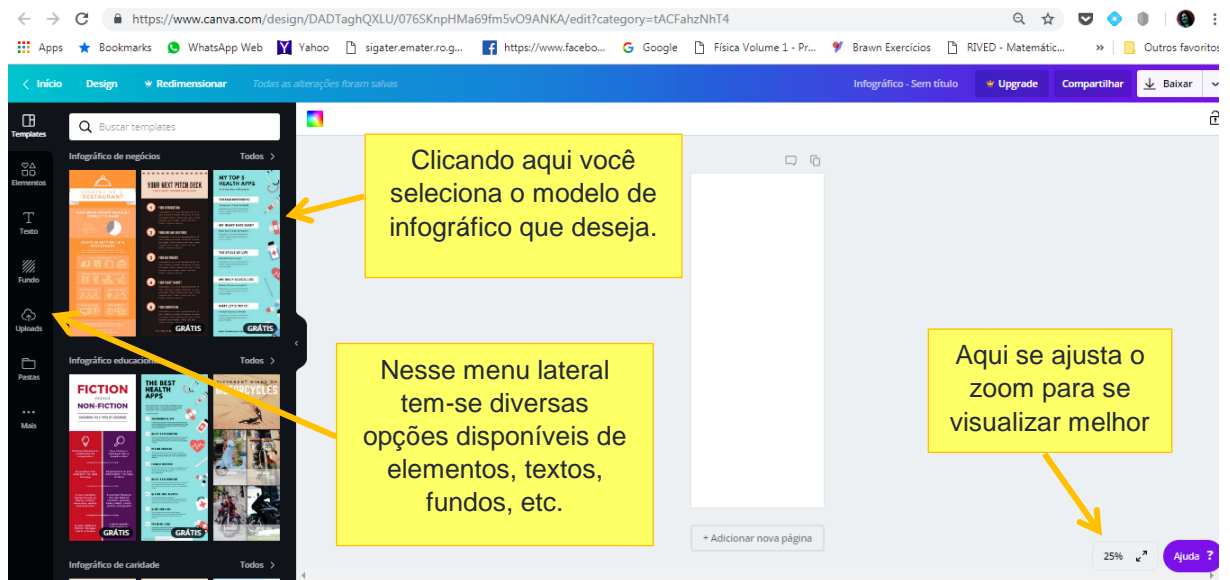 https://www.canva.com/design/DADTaghQXLU/076SKnpHMa69fm5vO9ANKA/edit?category=tACFahzNhT4
Apps Bookmarks WhatsApp Web Yahoo sigater.emater.ro.g... https://www.facebo... Google Física Volume 1 - Pr... Brawn Exercícios RIVED - Matemátic... » Outros favoritos
Início Design Redimensionar Todas as alterações foram salvas Infográfico - Sem título Upgrade Compartilhar Baixar
Templates
Elementos
Texto
Fundo
Uploads
Pastas
Mais
Buscar templates
Infográfico de negócios Todos >
RESTAURANT
YOUR NEXT PITCH DECK
MY TOP 5
HEALTH APPS
GRÁTIS
GRÁTIS
Infográfico educacion Todos >
FICTION
NON-FICTION
THE BEST
HEALTH
APPS
MOTORCYCLES
GRÁTIS
GRÁTIS
Infográfico de caridade Todos >
Clicando aqui você
seleciona o modelo de
infográfico que deseja.
Nesse menu lateral
tem-se diversas
opções disponíveis de
elementos, textos,
fundos, etc.
Aqui se ajusta o
zoom para se
visualizar melhor
+ Adicionar nova página
25%
Ajuda ?